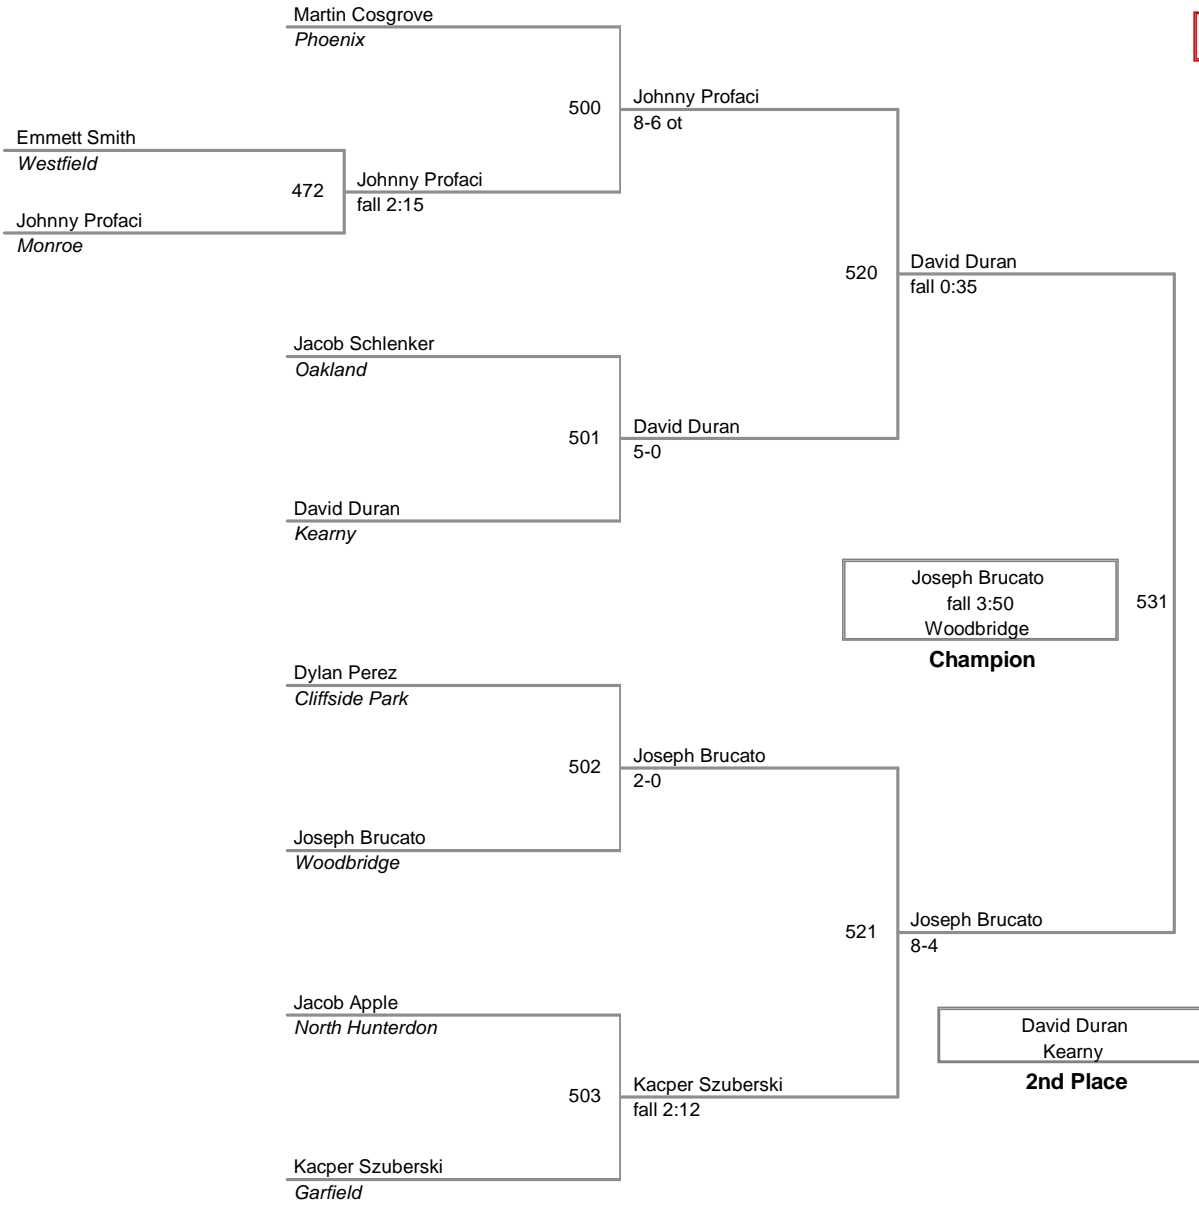 Martin Cosgrove
Phoenix
500
Johnny Profaci
8-6 ot
Emmett Smith
Westfield
472
Johnny Profaci
fall 2:15
Johnny Profaci
Monroe
520
David Duran
fall 0:35
Jacob Schlenker
Oakland
501
David Duran
5-0
David Duran
Kearny
Joseph Brucato
fall 3:50
Woodbridge
Champion
531
Dylan Perez
Cliffside Park
502
Joseph Brucato
2-0
Joseph Brucato
Woodbridge
521
Joseph Brucato
8-4
Jacob Apple
North Hunterdon
David Duran
Kearny
2nd Place
503
Kacper Szuberski
fall 2:12
Kacper Szuberski
Garfield